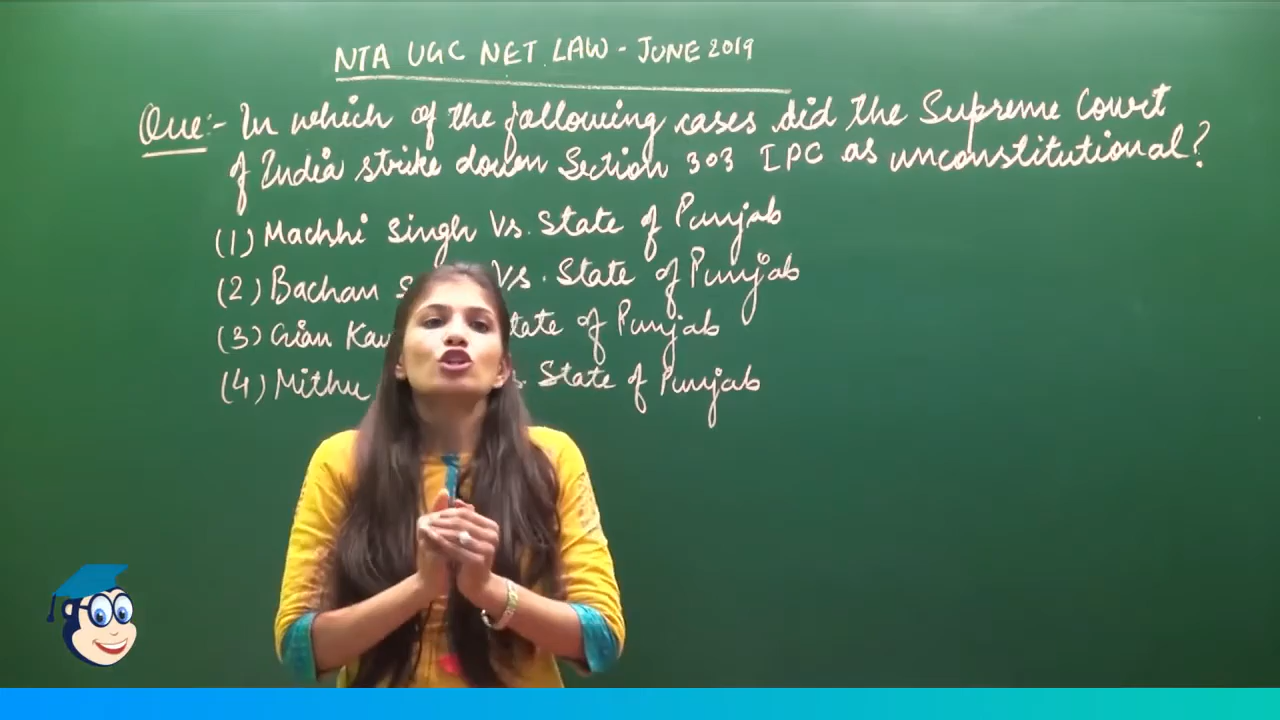 NTA UGC NET LAW - JUNE 2019
Que:- In which of the following cases did the Supreme Court
of India strike down Section 303 IPC as unconstitutional?
(1) Machhi Singh Vs. State of Punjab
(2) Bachan Vs. State of Punjab
(3) Gian State of Punjab
(4) Mithu State of Punjab